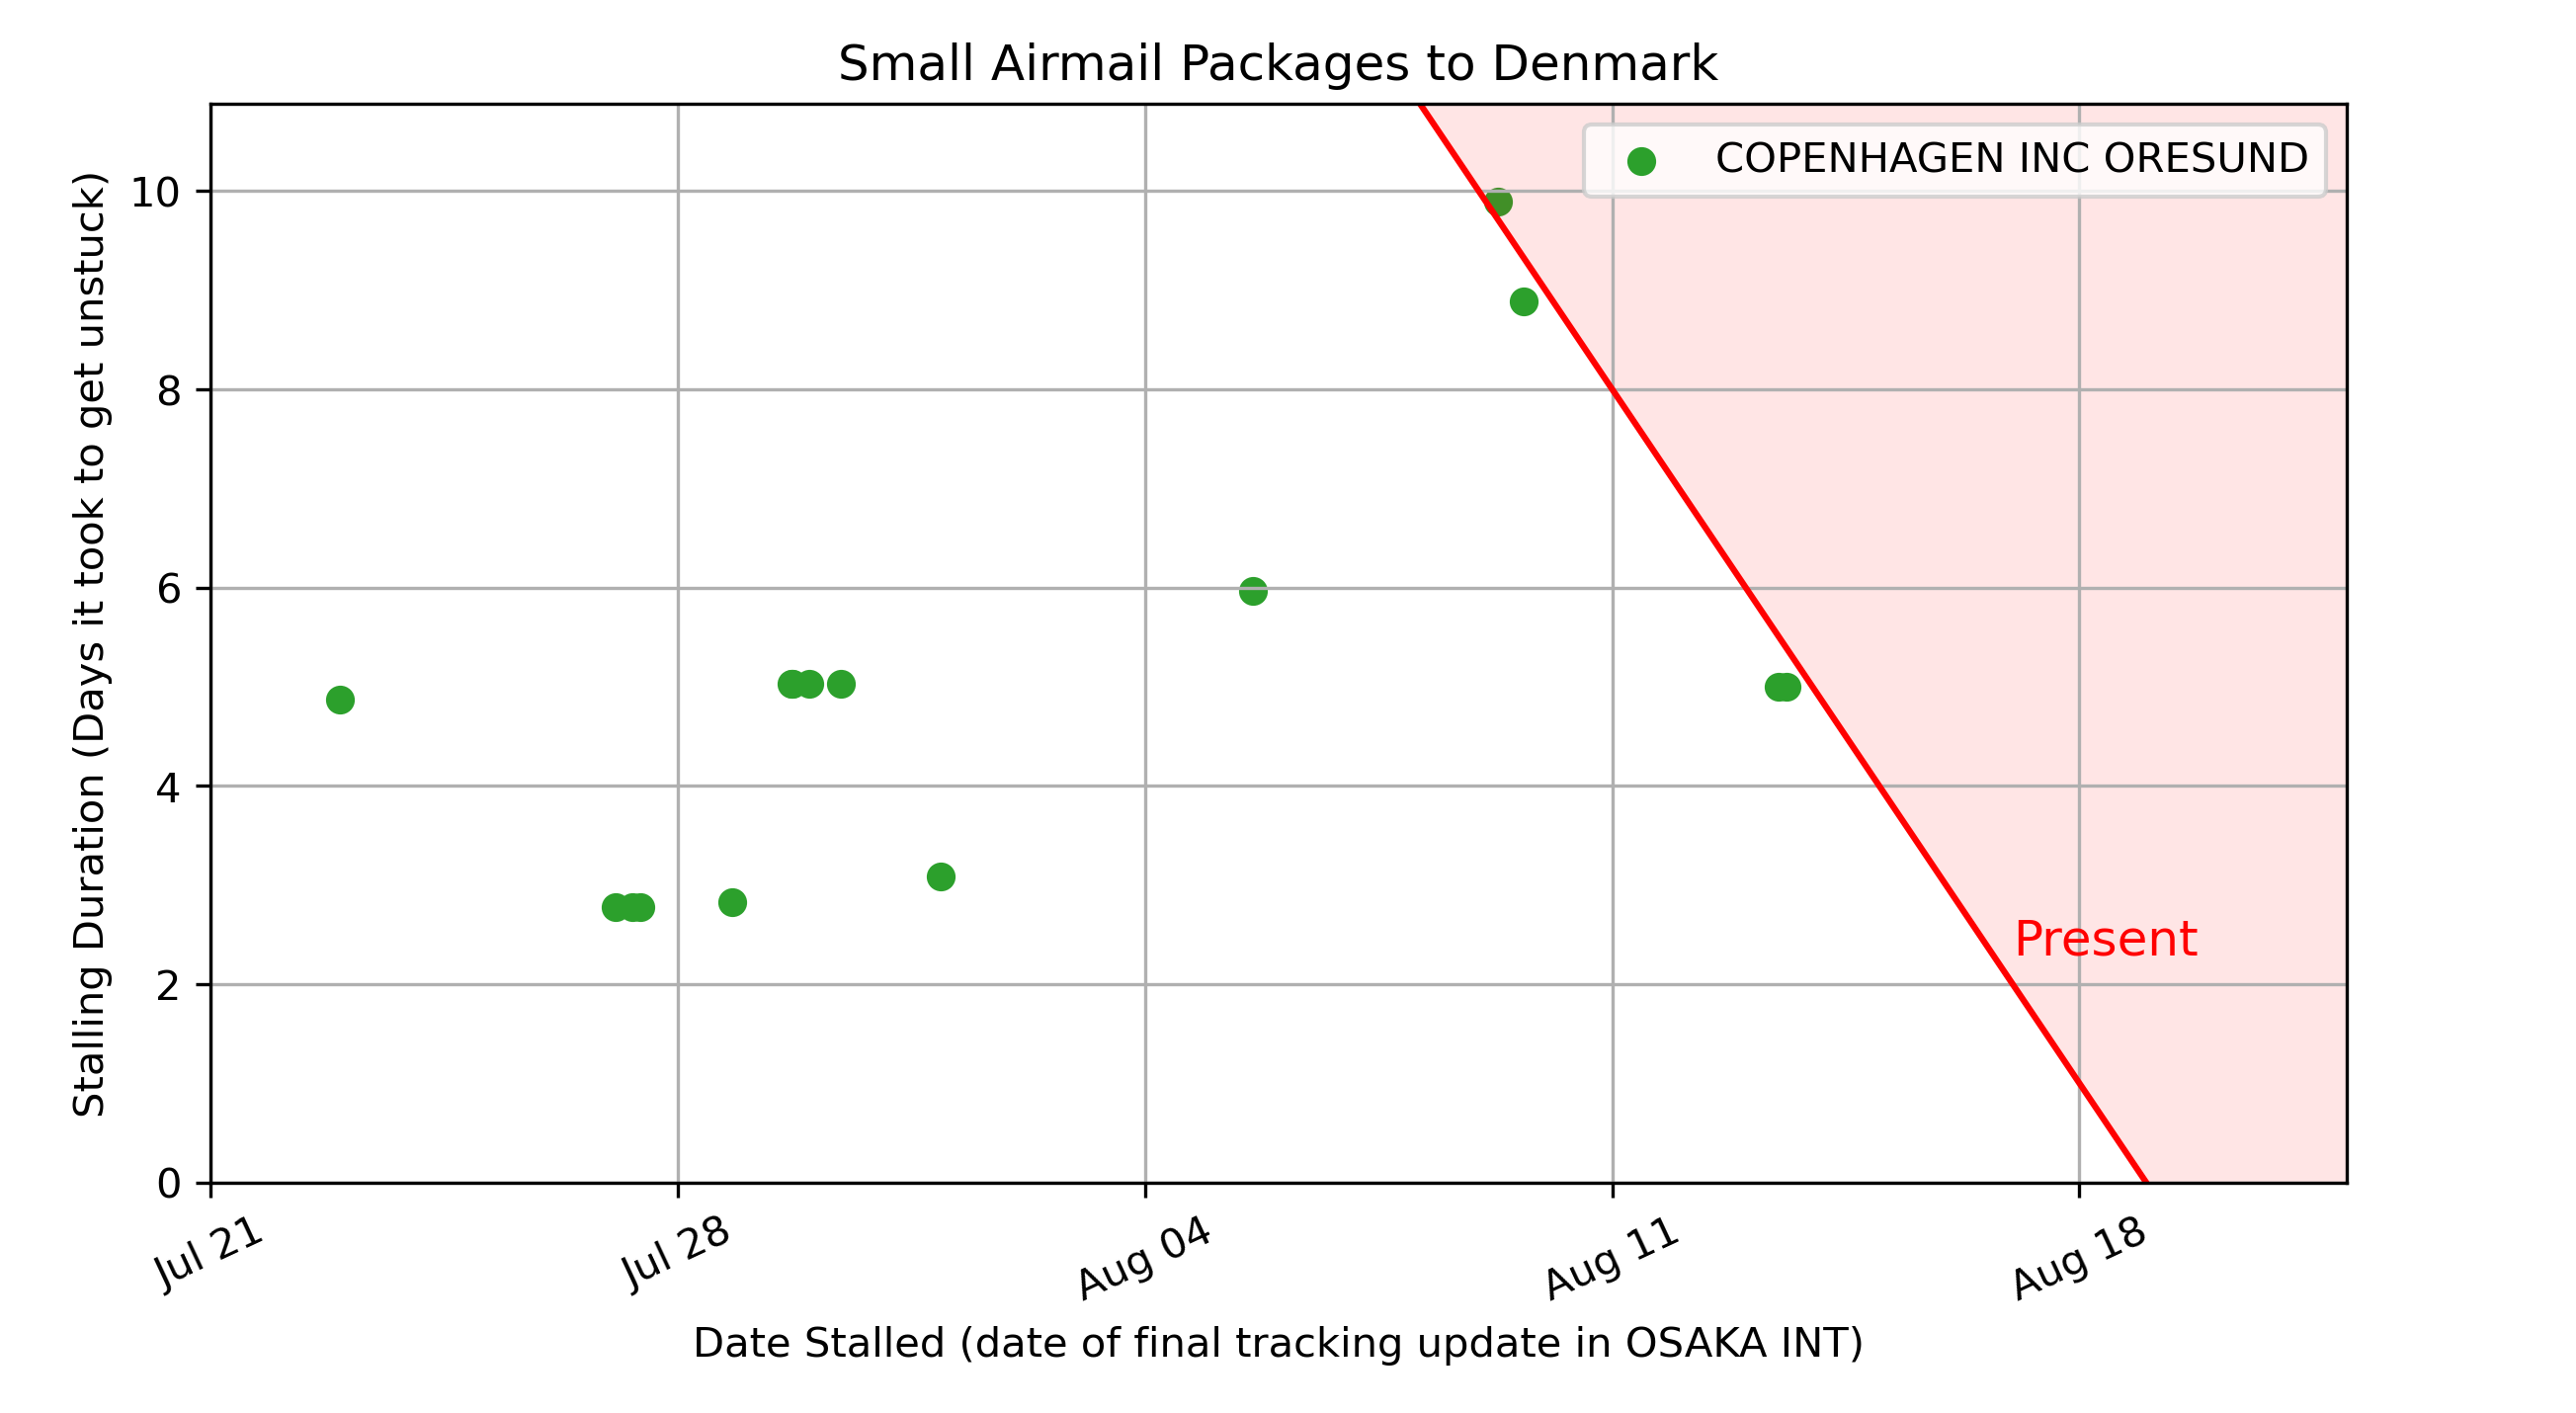 Small Airmail Packages to Denmark
COPENHAGEN INC ORESUND
Stalling Duration (Days it took to get unstuck)
10
8
6
4
2
0
Present
Jul 21
Jul 28
Aug 04
Aug 11
Aug 18
Date Stalled (date of final tracking update in OSAKA INT)